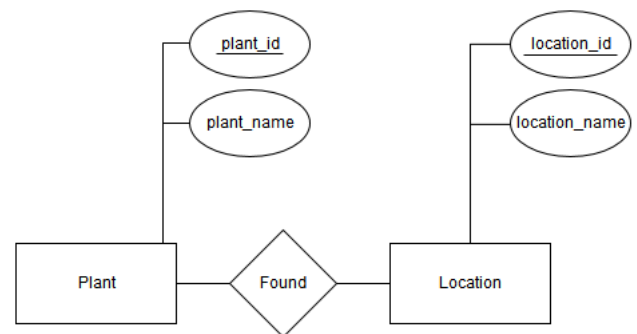 plant_id
location_id
plant_name
location_name
Plant
Found
Location